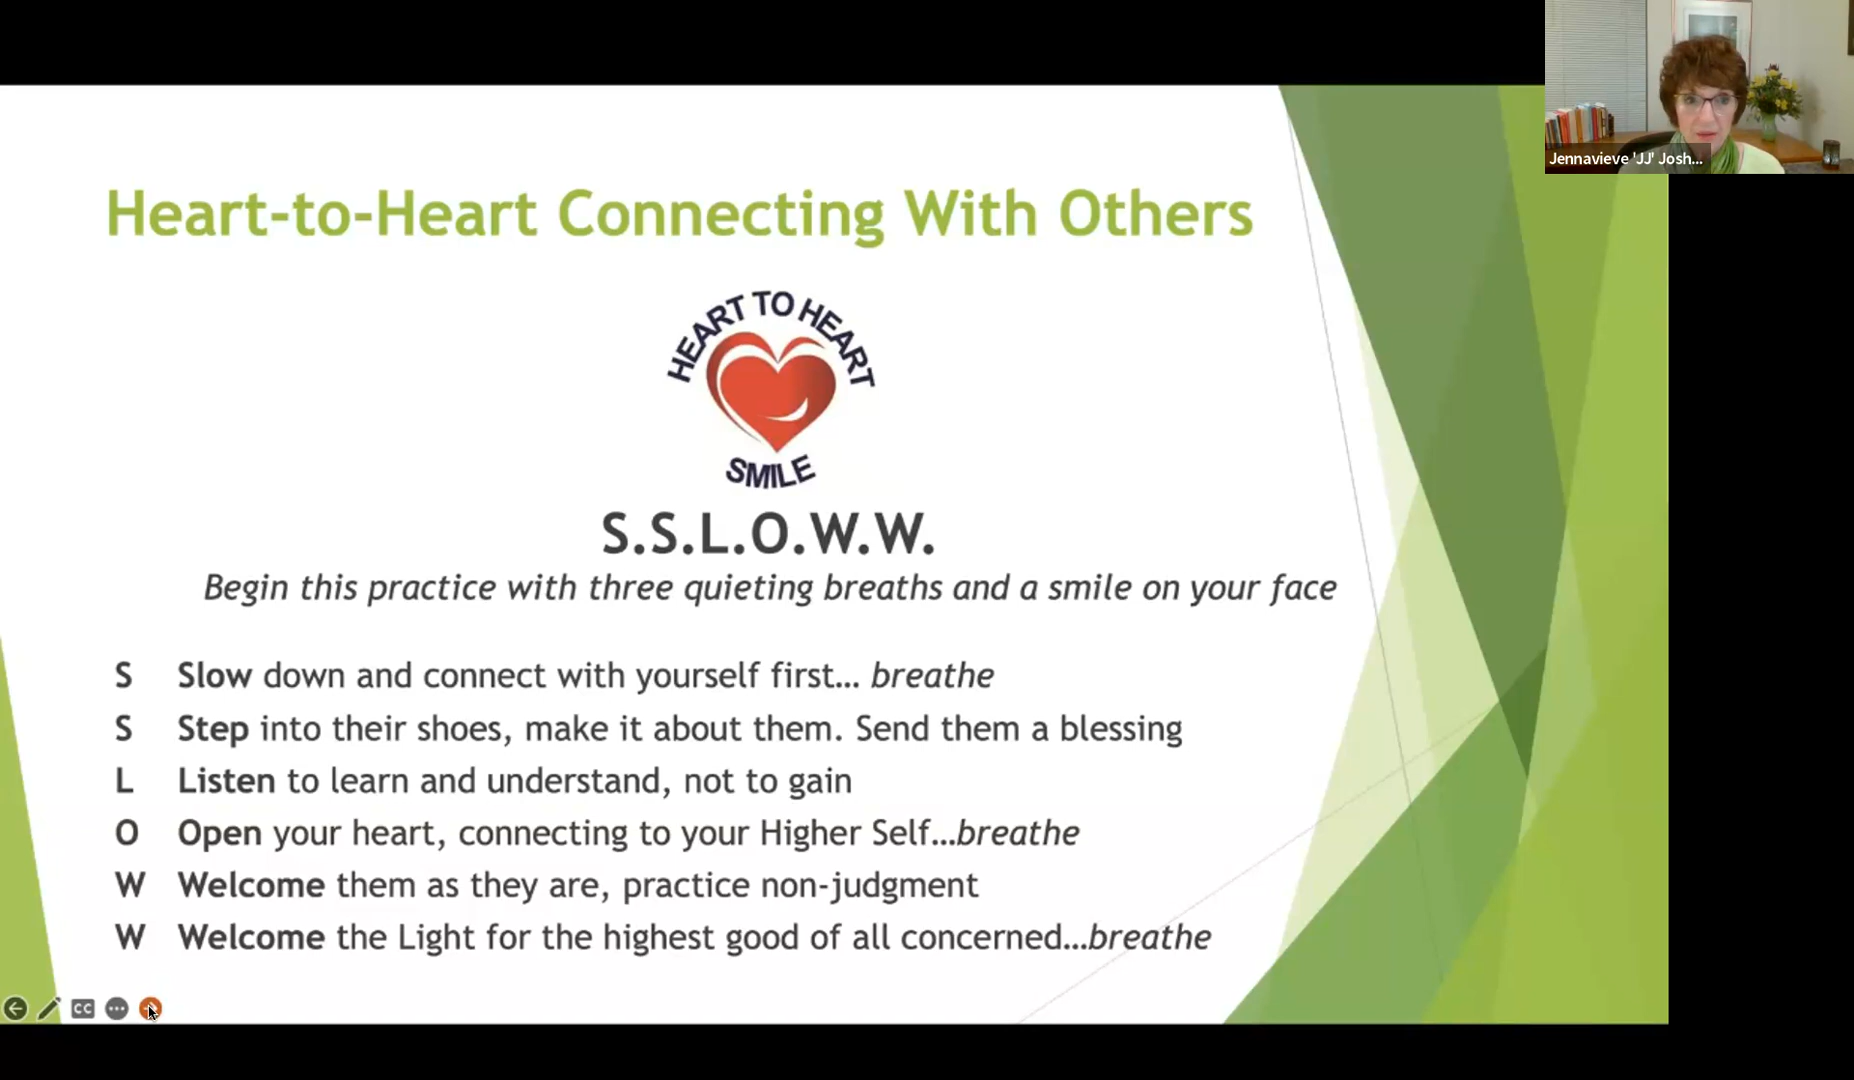 Jennavieve 'JJ' Josh...
Heart-to-Heart Connecting With Others
HEART TO HEART
SMILE
S.S.L.O.W.W.
Begin this practice with three quieting breaths and a smile on your face
S Slow down and connect with yourself first... breathe
S Step into their shoes, make it about them. Send them a blessing
L Listen to learn and understand, not to gain
O Open your heart, connecting to your Higher Self...breathe
W Welcome them as they are, practice non-judgment
W Welcome the Light for the highest good of all concerned...breathe
CC